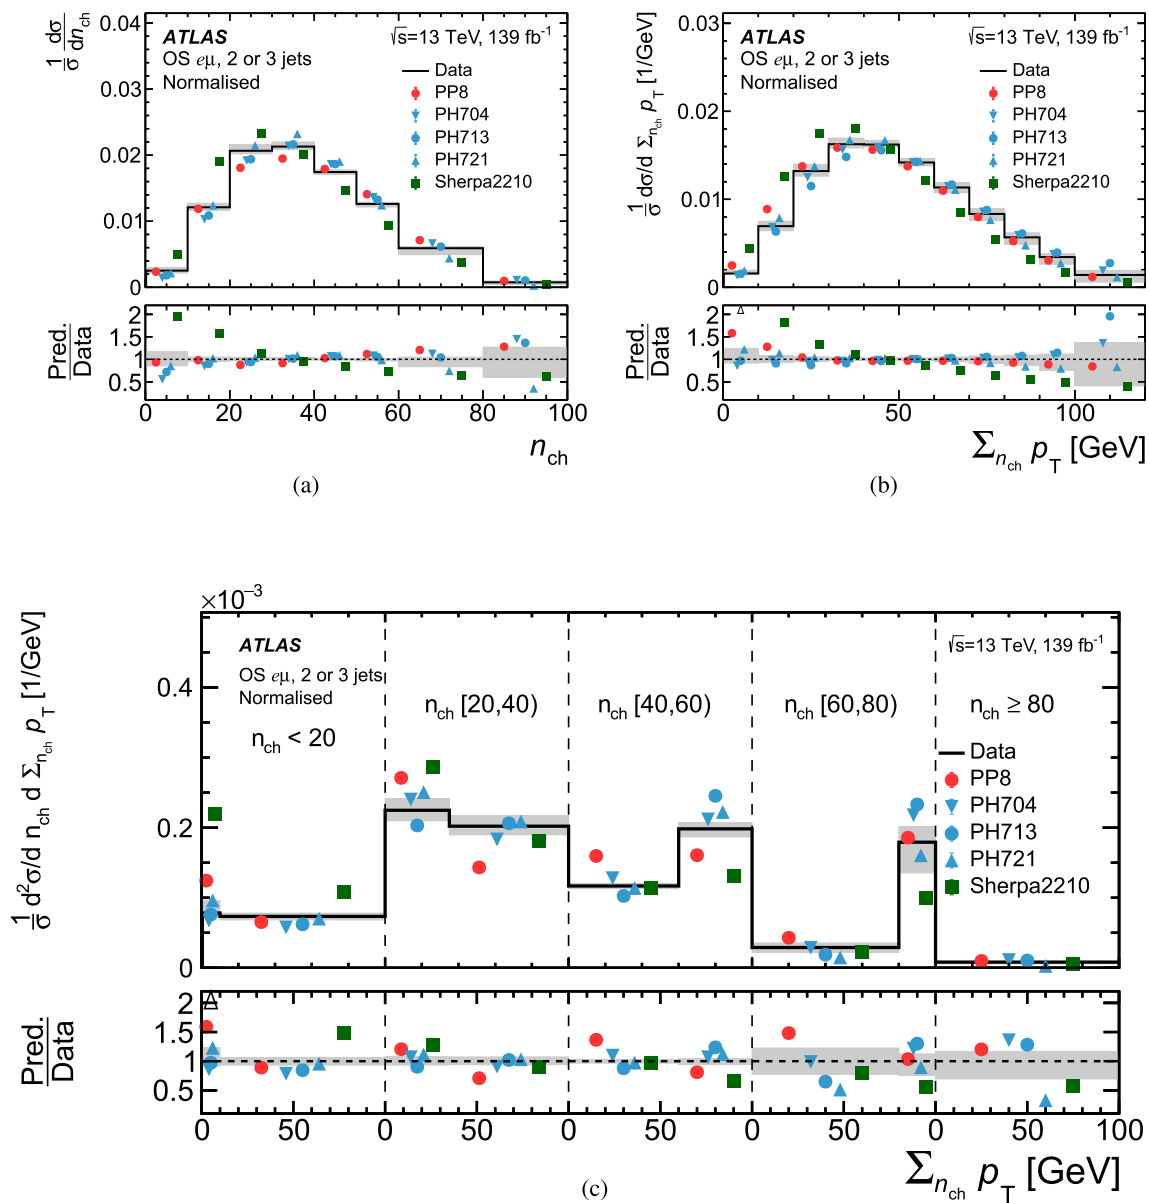 1/σ dσ/dn_ch
0.04
0.03
0.02
0.01
0
ATLAS
√s=13 TeV, 139 fb⁻¹
OS eμ, 2 or 3 jets
Normalised
Data
PP8
PH704
PH713
PH721
Sherpa2210
Pred./Data
2
1.5
1
0.5
0 20 40 60 80 100
n_ch
(a)
1/σ dσ/d Σ_n_ch p_T [1/GeV]
0.03
0.02
0.01
0
ATLAS
√s=13 TeV, 139 fb⁻¹
OS eμ, 2 or 3 jets
Normalised
Data
PP8
PH704
PH713
PH721
Sherpa2210
Pred./Data
2
1.5
1
0.5
0 50 100
Σ_n_ch p_T [GeV]
(b)
×10⁻³
1/σ d²σ/d n_ch d Σ_n_ch p_T [1/GeV]
0.4
0.2
0
ATLAS
√s=13 TeV, 139 fb⁻¹
OS eμ, 2 or 3 jets
Normalised
n_ch < 20
n_ch [20,40)
n_ch [40,60)
n_ch [60,80)
n_ch ≥ 80
Data
PP8
PH704
PH713
PH721
Sherpa2210
Pred./Data
2
1.5
1
0.5
0 50 0 50 0 50 0 50 0 50 100
Σ_n_ch p_T [GeV]
(c)